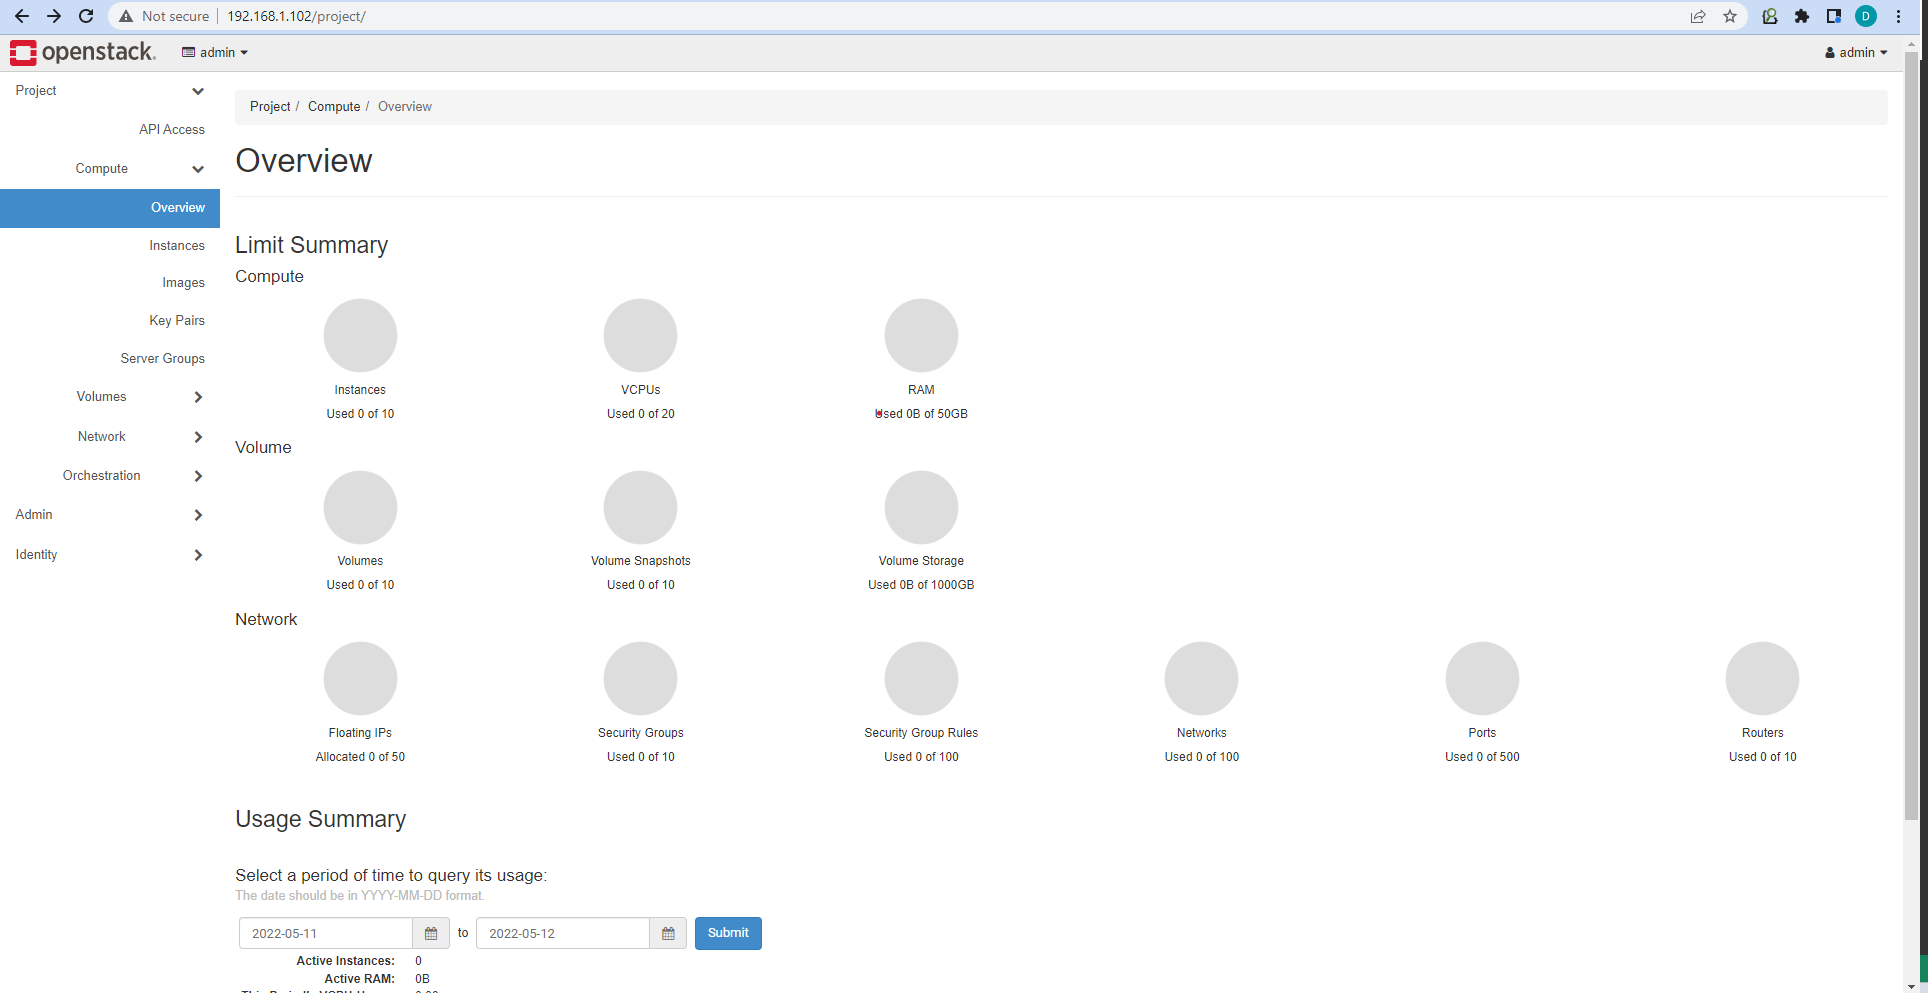 Not secure 192.168.1.102/project/
D
openstack.
admin
admin
Project
API Access
Compute
Overview
Instances
Images
Key Pairs
Server Groups
Volumes
Network
Orchestration
Admin
Identity
Project / Compute / Overview
Overview
Limit Summary
Compute
Instances
Used 0 of 10
VCPUs
Used 0 of 20
RAM
Used 0B of 50GB
Volume
Volumes
Used 0 of 10
Volume Snapshots
Used 0 of 10
Volume Storage
Used 0B of 1000GB
Network
Floating IPs
Allocated 0 of 50
Security Groups
Used 0 of 10
Security Group Rules
Used 0 of 100
Networks
Used 0 of 100
Ports
Used 0 of 500
Routers
Used 0 of 10
Usage Summary
Select a period of time to query its usage:
The date should be in YYYY-MM-DD format.
2022-05-11 to 2022-05-12 Submit
Active Instances: 0
Active RAM: 0B